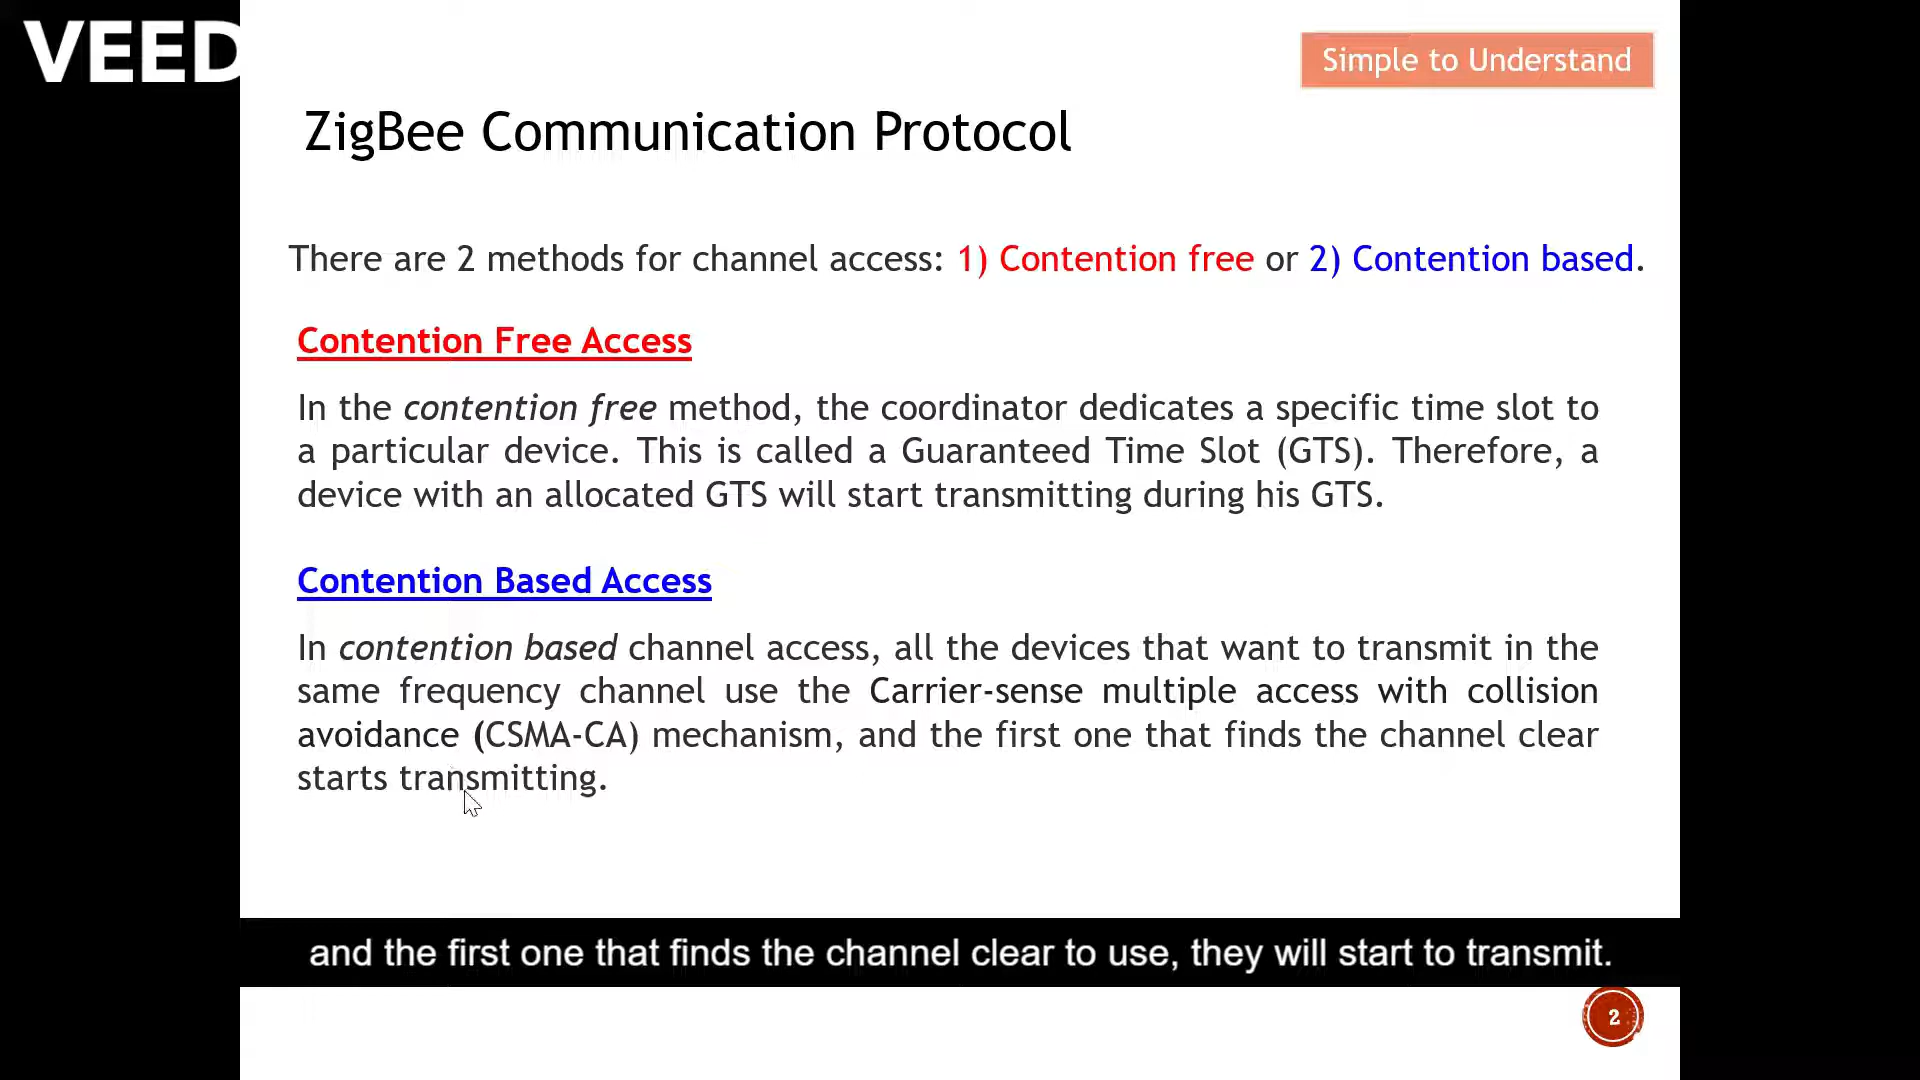 VEED
Simple to Understand
ZigBee Communication Protocol
There are 2 methods for channel access: 1) Contention free or 2) Contention based.
Contention Free Access
In the contention free method, the coordinator dedicates a specific time slot to
a particular device. This is called a Guaranteed Time Slot (GTS). Therefore, a
device with an allocated GTS will start transmitting during his GTS.
Contention Based Access
In contention based channel access, all the devices that want to transmit in the
same frequency channel use the Carrier-sense multiple access with collision
avoidance (CSMA-CA) mechanism, and the first one that finds the channel clear
starts transmitting.
and the first one that finds the channel clear to use, they will start to transmit.
2